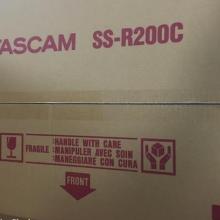 TASCAM SS-R200C
FRAGILE
:HANDLE WITH CARE
:MANIPULER AVEC SOIN
:MANEGGIARE CON CURA
FRONT